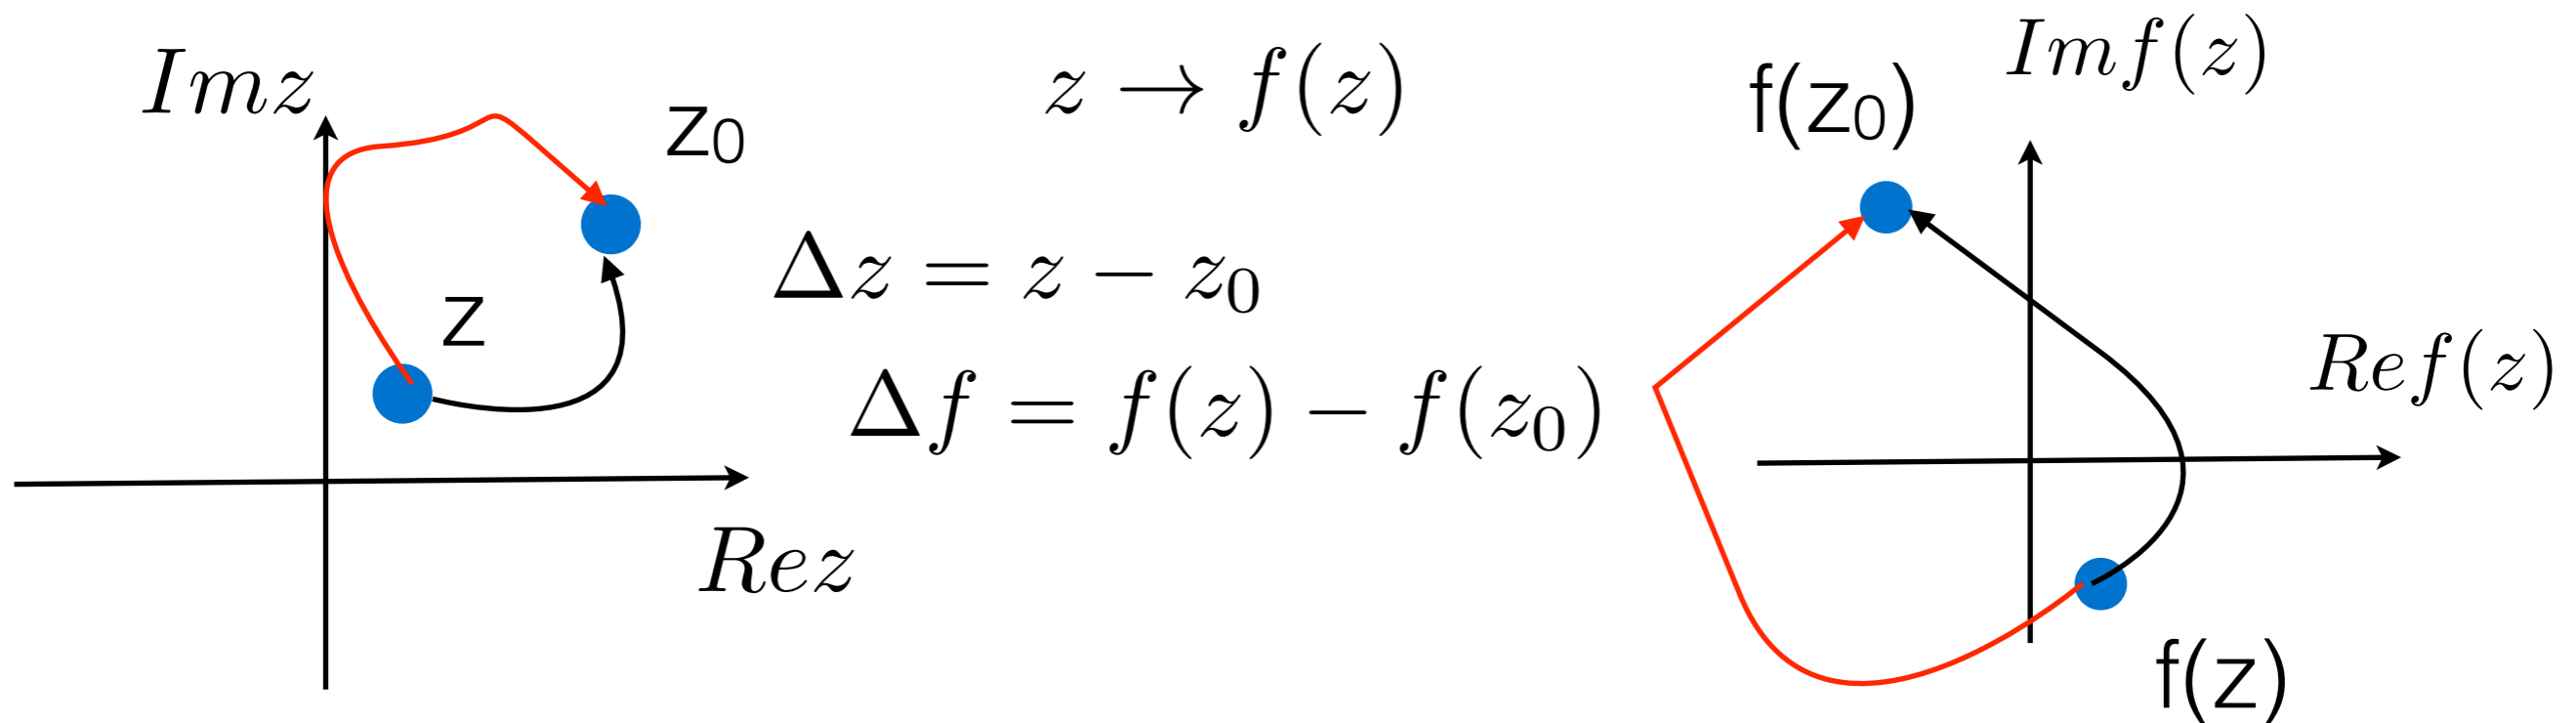 Imz
z₀
z
Rez
z → f(z)
Δz = z − z₀
Δf = f(z) − f(z₀)
Imf(z)
f(z₀)
Ref(z)
f(z)